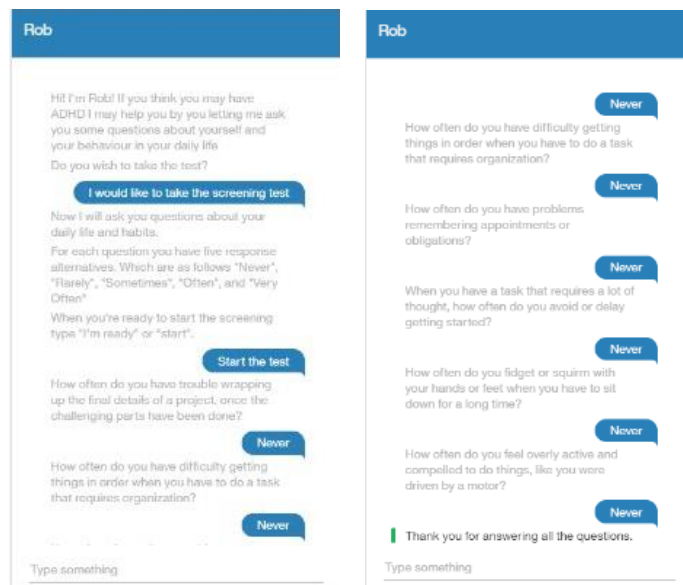 Rob
Hi! I'm Rob! If you think you may have
ADHD I may help you by you letting me ask
you some questions about yourself and
your behaviour in your daily life
Do you wish to take the test?
I would like to take the screening test
Now I will ask you questions about your
daily life and habits.
For each question you have five response
alternatives. Which are as follows "Never",
"Rarely", "Sometimes", "Often", and "Very
Often"
When you're ready to start the screening
type "I'm ready" or "start".
Start the test
How often do you have trouble wrapping
up the final details of a project, once the
challenging parts have been done?
Never
How often do you have difficulty getting
things in order when you have to do a task
that requires organization?
Never
Type something
Rob
Never
How often do you have difficulty getting
things in order when you have to do a task
that requires organization?
Never
How often do you have problems
remembering appointments or
obligations?
Never
When you have a task that requires a lot of
thought, how often do you avoid or delay
getting started?
Never
How often do you fidget or squirm with
your hands or feet when you have to sit
down for a long time?
Never
How often do you feel overly active and
compelled to do things, like you were
driven by a motor?
Never
Thank you for answering all the questions.
Type something